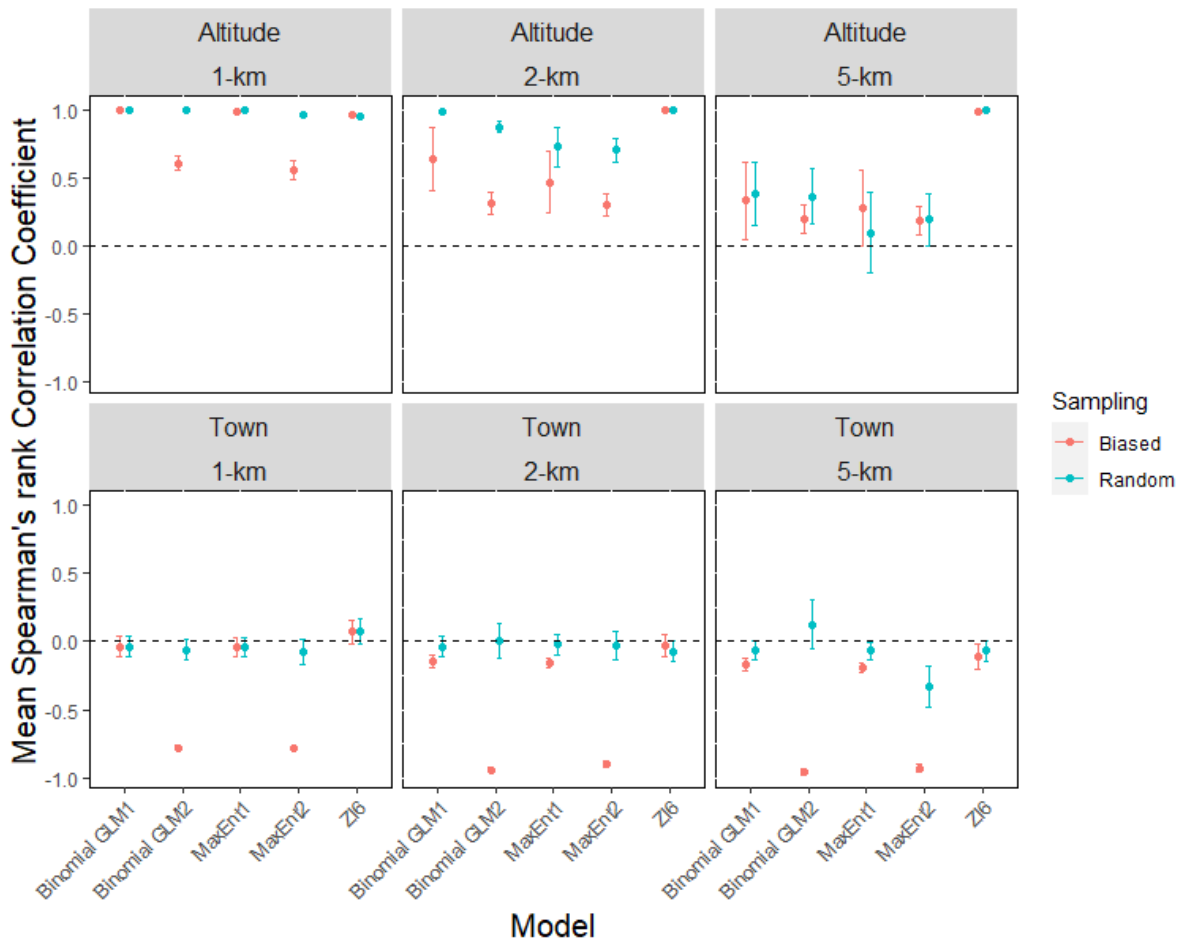 Altitude
1-km
Altitude
2-km
Altitude
5-km
Mean Spearman's rank Correlation Coefficient
1.0
0.5
0.0
-0.5
-1.0
Town
1-km
Town
2-km
Town
5-km
1.0
0.5
0.0
-0.5
-1.0
Sampling
Biased
Random
Binomial GLM1
Binomial GLM2
MaxEnt1
MaxEnt2
ZI6
Binomial GLM1
Binomial GLM2
MaxEnt1
MaxEnt2
ZI6
Binomial GLM1
Binomial GLM2
MaxEnt1
MaxEnt2
ZI6
Model